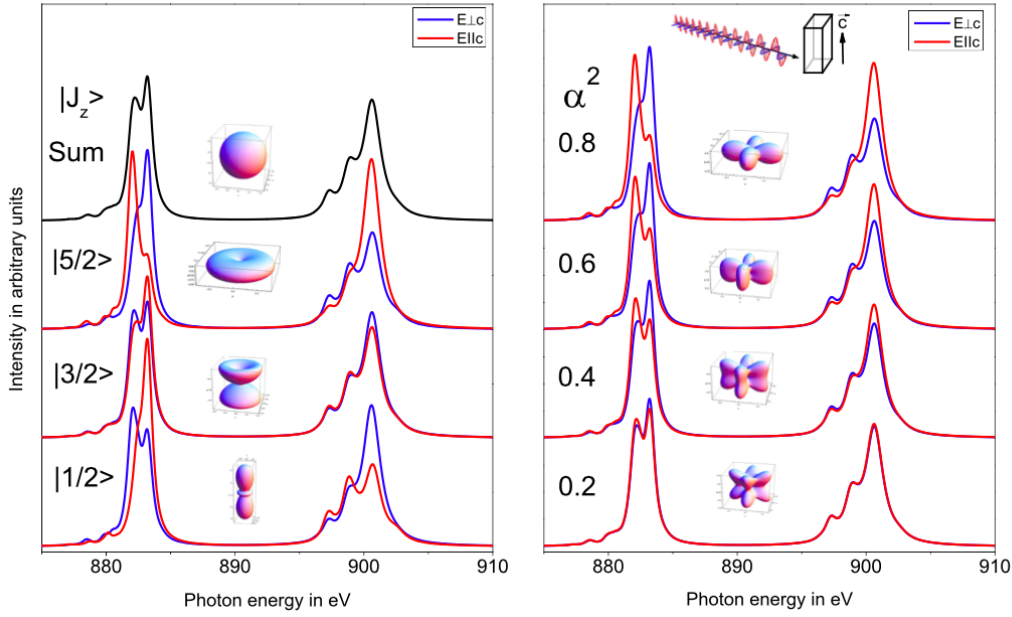 E⊥c
E||c
|J_z>
Sum
|5/2>
|3/2>
|1/2>
880
890
900
910
Photon energy in eV
Intensity in arbitrary units
E⊥c
E||c
c
α²
0.8
0.6
0.4
0.2
880
890
900
910
Photon energy in eV